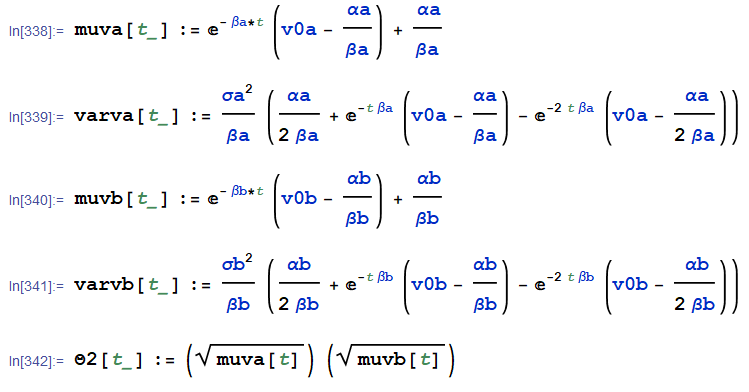 In[338]:= muva[t_] := ⅇ^(- βa*t) (v0a - αa/βa) + αa/βa
In[339]:= varva[t_] := σa^2/βa (αa/(2 βa) + ⅇ^(-t βa) (v0a - αa/βa) - ⅇ^(-2 t βa) (v0a - αa/(2 βa)))
In[340]:= muvb[t_] := ⅇ^(- βb*t) (v0b - αb/βb) + αb/βb
In[341]:= varvb[t_] := σb^2/βb (αb/(2 βb) + ⅇ^(-t βb) (v0b - αb/βb) - ⅇ^(-2 t βb) (v0b - αb/(2 βb)))
In[342]:= Θ2[t_] := (√muva[t]) (√muvb[t])